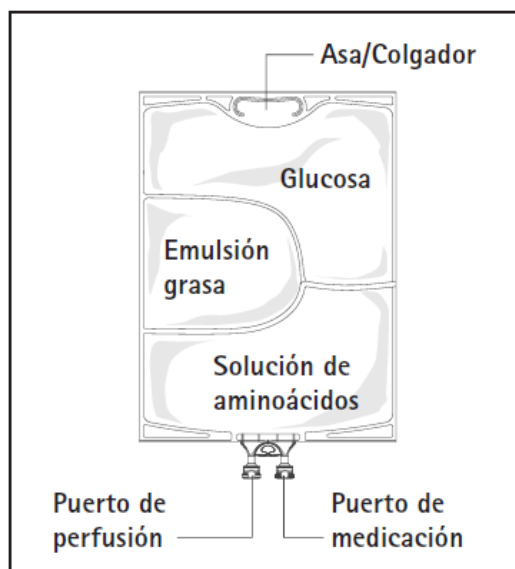 Asa/Colgador
Glucosa
Emulsión
grasa
Solución de
aminoácidos
Puerto de
perfusión
Puerto de
medicación